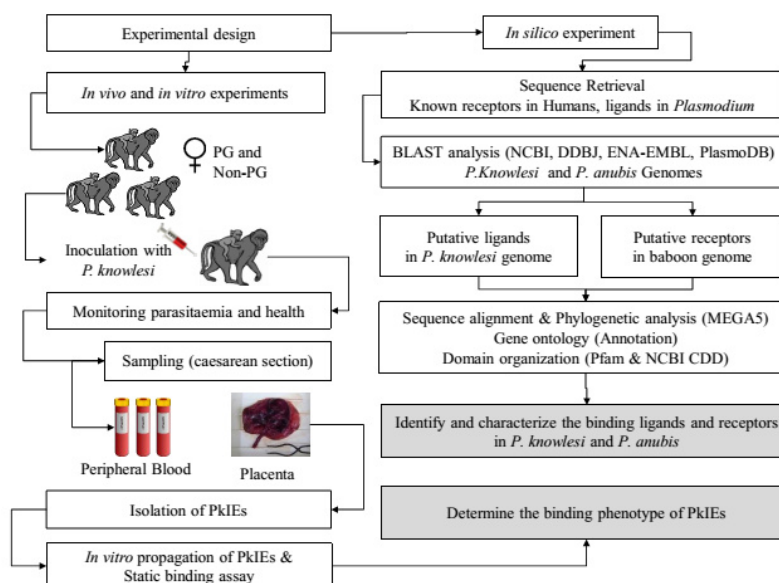 Experimental design
In vivo and in vitro experiments
PG and
Non-PG
Inoculation with
P. knowlesi
Monitoring parasitaemia and health
Sampling (caesarean section)
Peripheral Blood
Placenta
Isolation of PkIEs
In vitro propagation of PkIEs &
Static binding assay
In silico experiment
Sequence Retrieval
Known receptors in Humans, ligands in Plasmodium
BLAST analysis (NCBI, DDBJ, ENA-EMBL, PlasmoDB)
P.Knowlesi and P. anubis Genomes
Putative ligands
in P. knowlesi genome
Putative receptors
in baboon genome
Sequence alignment & Phylogenetic analysis (MEGA5)
Gene ontology (Annotation)
Domain organization (Pfam & NCBI CDD)
Identify and characterize the binding ligands and receptors
in P. knowlesi and P. anubis
Determine the binding phenotype of PkIEs